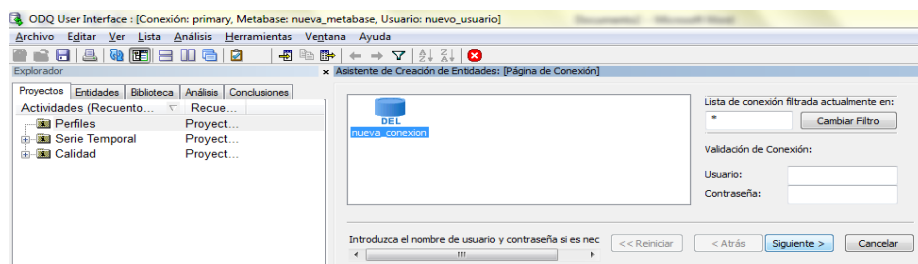 ODQ User Interface : [Conexión: primary, Metabase: nueva_metabase, Usuario: nuevo_usuario]
Archivo Editar Ver Lista Análisis Herramientas Ventana Ayuda
Explorador
x Asistente de Creación de Entidades: [Página de Conexión]
Proyectos Entidades Biblioteca Análisis Conclusiones
Actividades (Recuento... Recue...
Perfiles Proyect...
Serie Temporal Proyect...
Calidad Proyect...
DEL
nueva_conexion
Lista de conexión filtrada actualmente en:
* Cambiar Filtro
Validación de Conexión:
Usuario:
Contraseña:
Introduzca el nombre de usuario y contraseña si es nec
<< Reiniciar < Atrás Siguiente > Cancelar